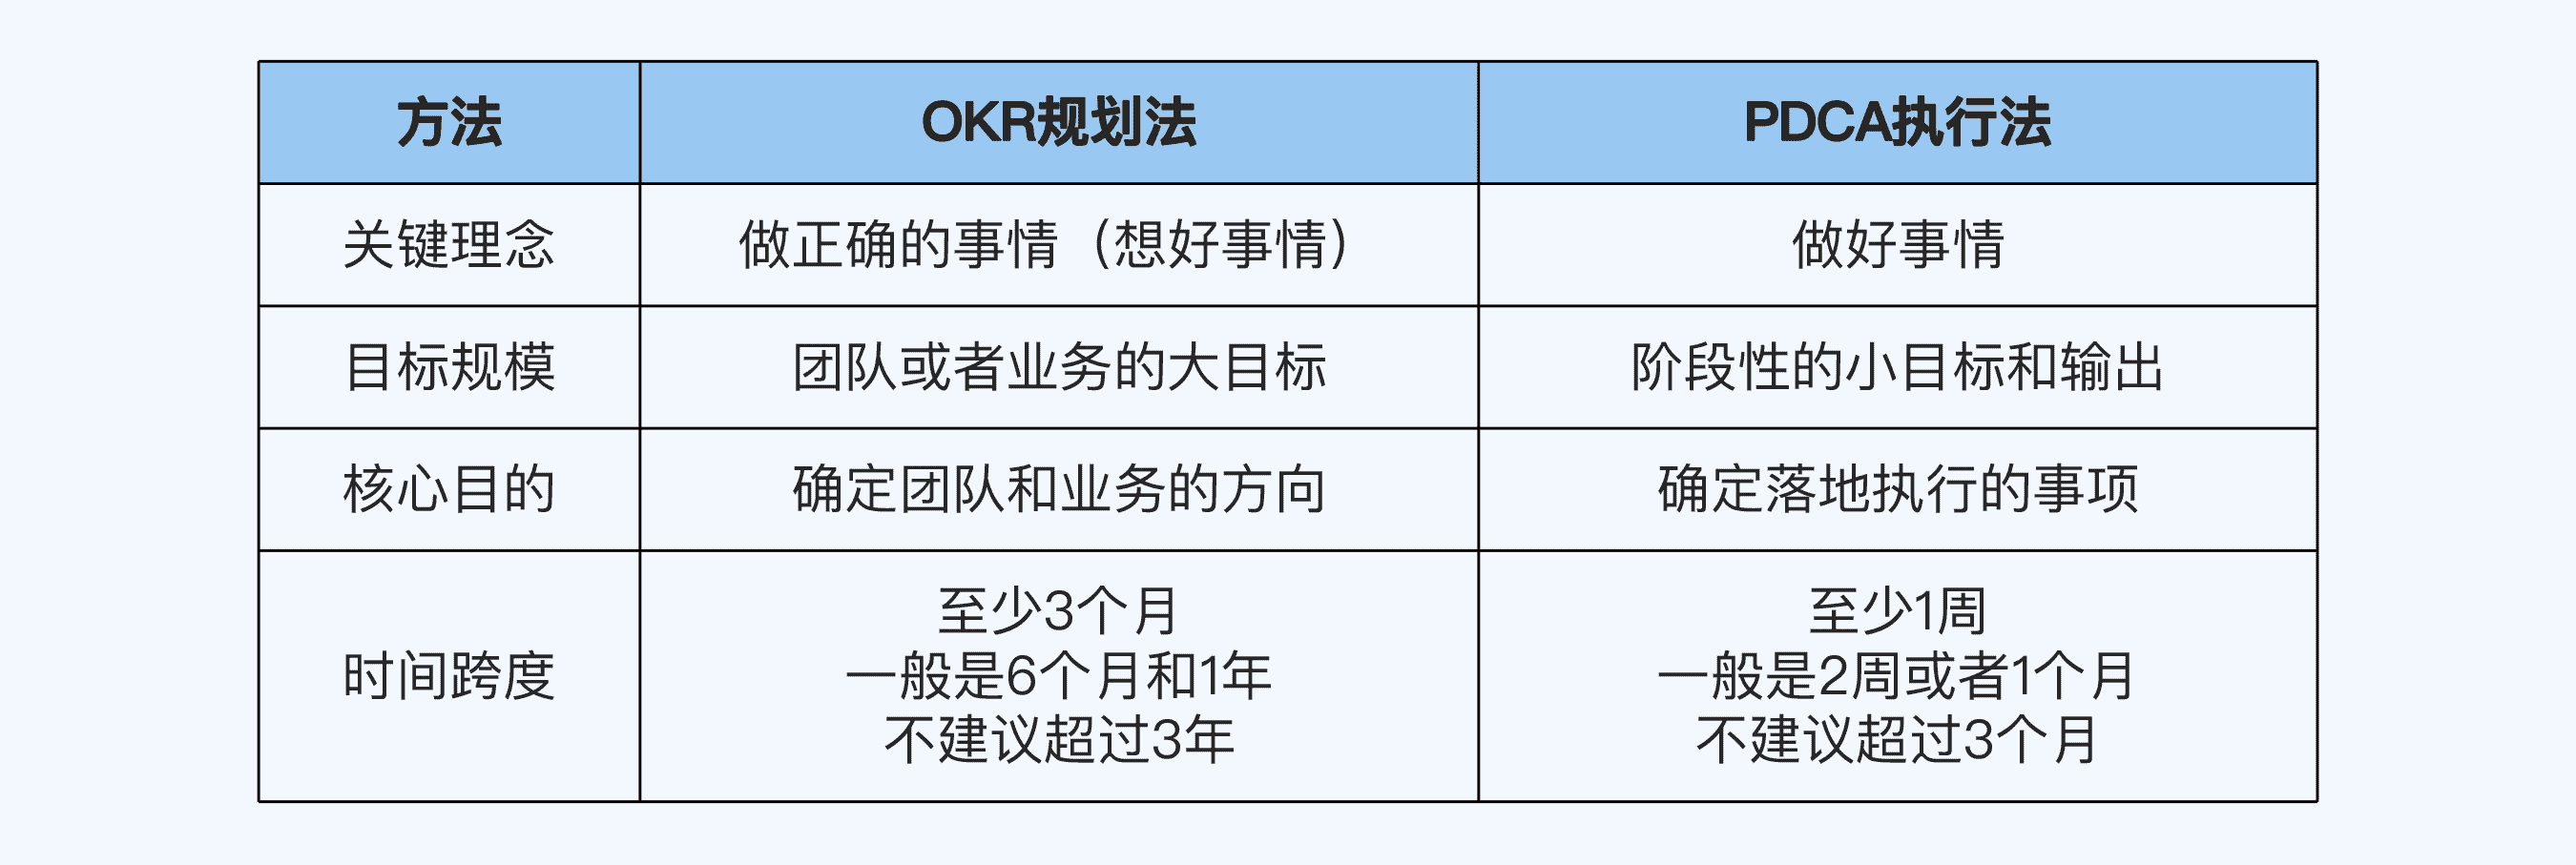 方法
OKR规划法
PDCA执行法
关键理念
做正确的事情（想好事情）
做好事情
目标规模
团队或者业务的大目标
阶段性的小目标和输出
核心目的
确定团队和业务的方向
确定落地执行的事项
时间跨度
至少3个月
一般是6个月和1年
不建议超过3年
至少1周
一般是2周或者1个月
不建议超过3个月